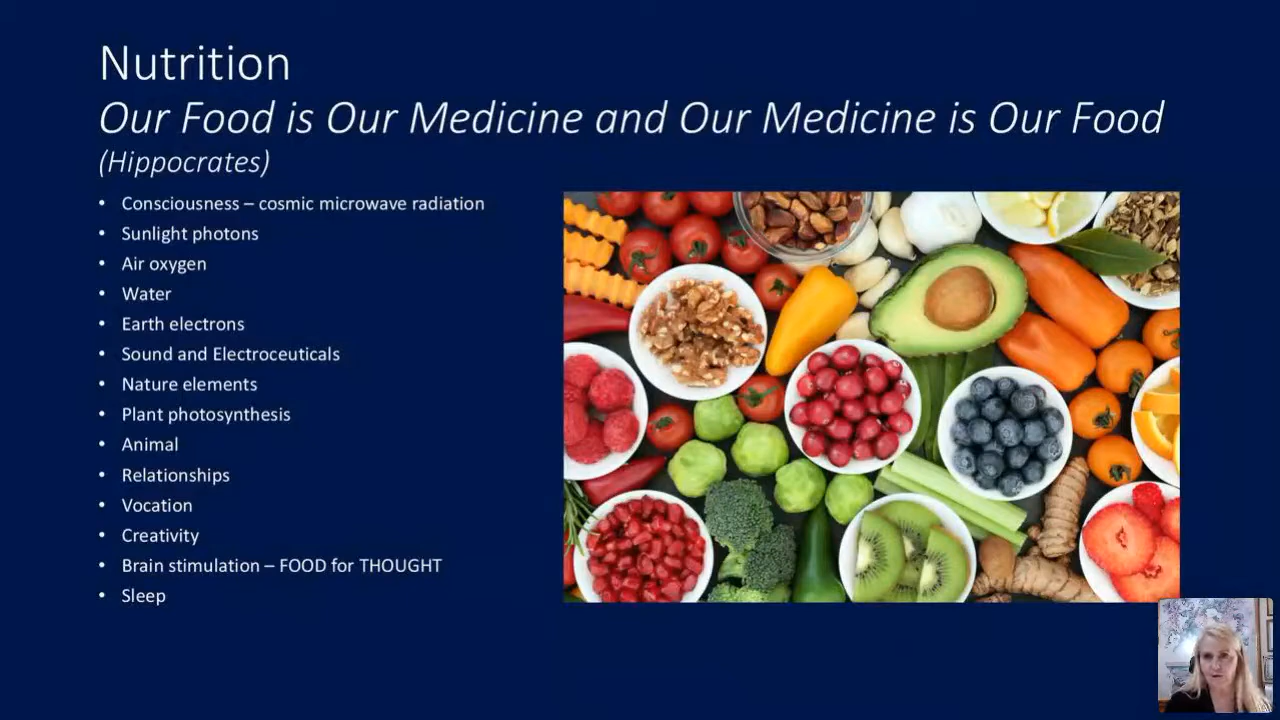 Nutrition
Our Food is Our Medicine and Our Medicine is Our Food
(Hippocrates)
• Consciousness – cosmic microwave radiation
• Sunlight photons
• Air oxygen
• Water
• Earth electrons
• Sound and Electroceuticals
• Nature elements
• Plant photosynthesis
• Animal
• Relationships
• Vocation
• Creativity
• Brain stimulation – FOOD for THOUGHT
• Sleep